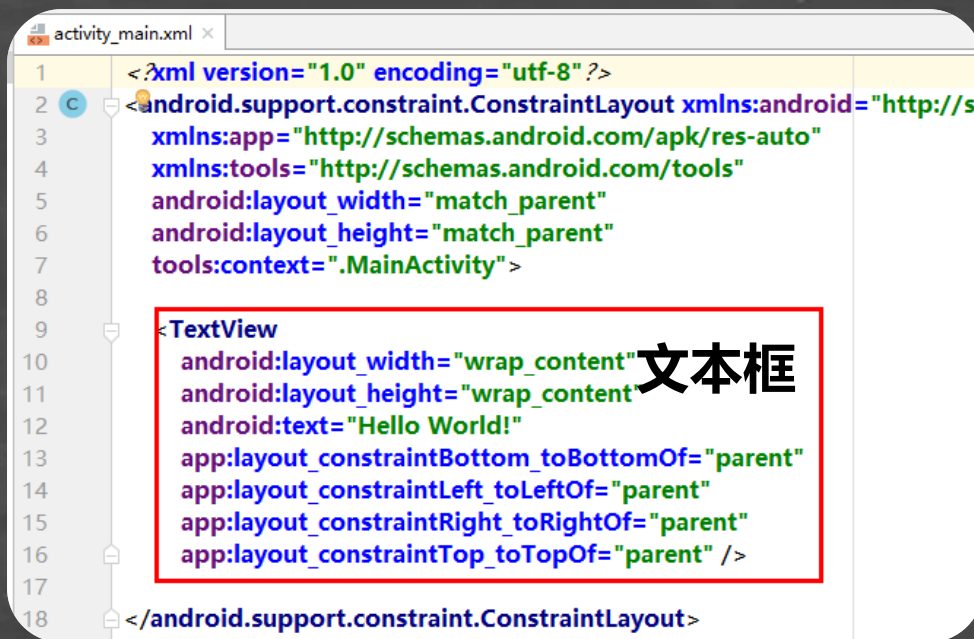 activity_main.xml
1 <?xml version="1.0" encoding="utf-8"?>
2 <android.support.constraint.ConstraintLayout xmlns:android="http://s
3 xmlns:app="http://schemas.android.com/apk/res-auto"
4 xmlns:tools="http://schemas.android.com/tools"
5 android:layout_width="match_parent"
6 android:layout_height="match_parent"
7 tools:context=".MainActivity">
8
9 <TextView
10 android:layout_width="wrap_content"
文本框
11 android:layout_height="wrap_content"
12 android:text="Hello World!"
13 app:layout_constraintBottom_toBottomOf="parent"
14 app:layout_constraintLeft_toLeftOf="parent"
15 app:layout_constraintRight_toRightOf="parent"
16 app:layout_constraintTop_toTopOf="parent" />
17
18 </android.support.constraint.ConstraintLayout>